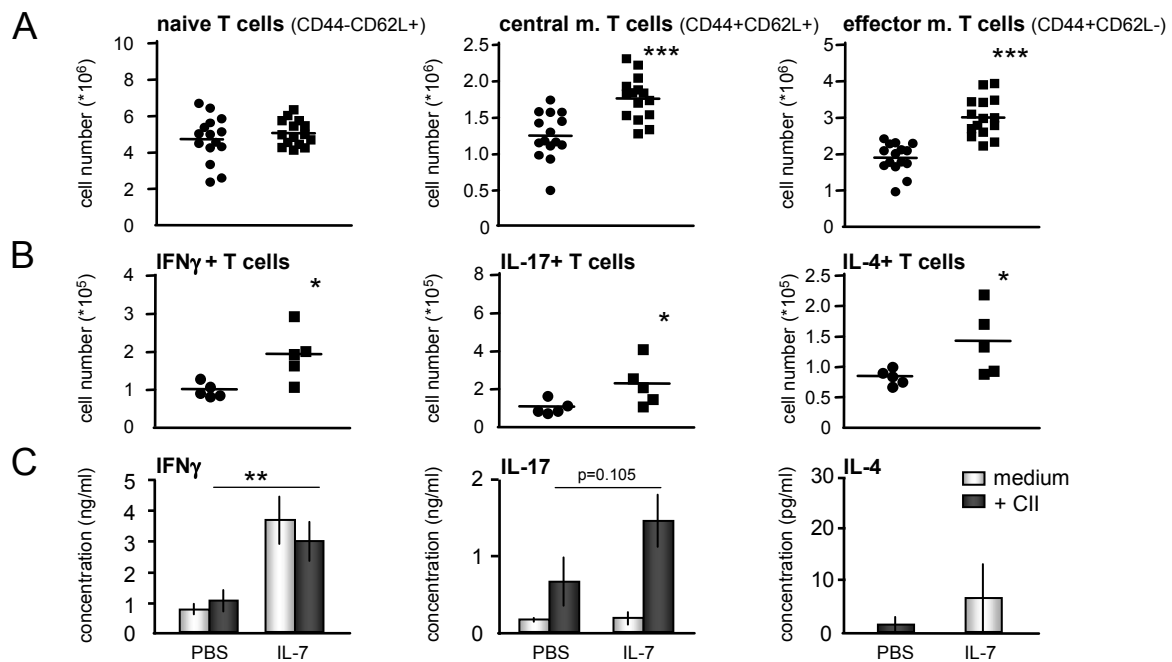 A
naive T cells (CD44-CD62L+)
cell number (*10⁶)
10
8
6
4
2
0
central m. T cells (CD44+CD62L+)
cell number (*10⁶)
2.5
2.0
1.5
1.0
0.5
0
***
effector m. T cells (CD44+CD62L-)
cell number (*10⁶)
5
4
3
2
1
0
***
B
IFNγ + T cells
cell number (*10⁵)
4
3
2
1
0
*
IL-17+ T cells
cell number (*10⁵)
8
6
4
2
0
*
IL-4+ T cells
cell number (*10⁵)
2.5
2.0
1.5
1.0
0.5
0
*
C
IFNγ
concentration (ng/ml)
5
4
3
2
1
0
**
PBS
IL-7
IL-17
concentration (ng/ml)
2
1
0
p=0.105
PBS
IL-7
IL-4
concentration (pg/ml)
30
20
10
0
medium
+ CII
PBS
IL-7